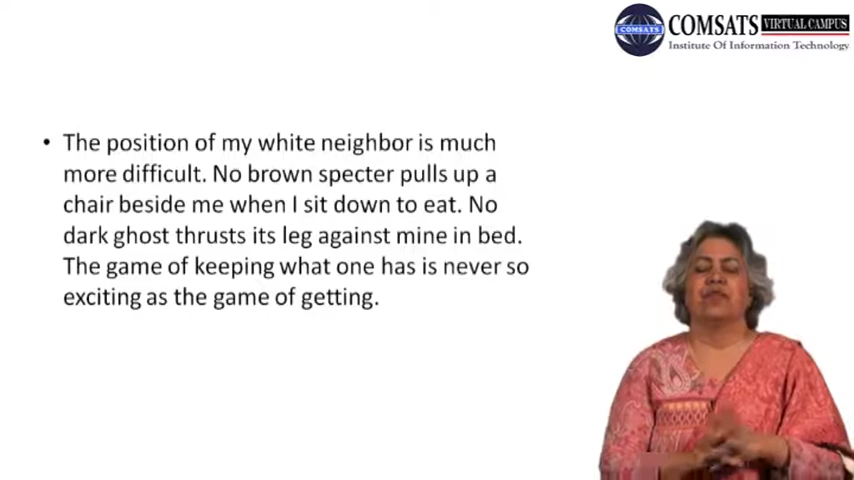 COMSATS VIRTUAL CAMPUS
COMSATS
Institute Of Information Technology
• The position of my white neighbor is much
more difficult. No brown specter pulls up a
chair beside me when I sit down to eat. No
dark ghost thrusts its leg against mine in bed.
The game of keeping what one has is never so
exciting as the game of getting.